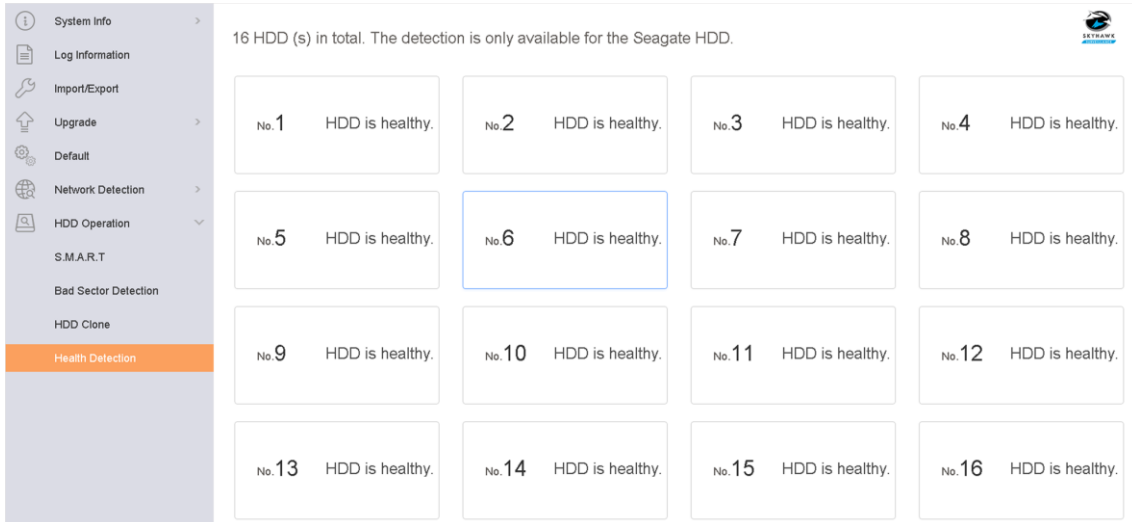 System Info
Log Information
Import/Export
Upgrade
Default
Network Detection
HDD Operation
S.M.A.R.T
Bad Sector Detection
HDD Clone
Health Detection
16 HDD (s) in total. The detection is only available for the Seagate HDD.
SKYHAWK
No.1 HDD is healthy.
No.2 HDD is healthy.
No.3 HDD is healthy.
No.4 HDD is healthy.
No.5 HDD is healthy.
No.6 HDD is healthy.
No.7 HDD is healthy.
No.8 HDD is healthy.
No.9 HDD is healthy.
No.10 HDD is healthy.
No.11 HDD is healthy.
No.12 HDD is healthy.
No.13 HDD is healthy.
No.14 HDD is healthy.
No.15 HDD is healthy.
No.16 HDD is healthy.